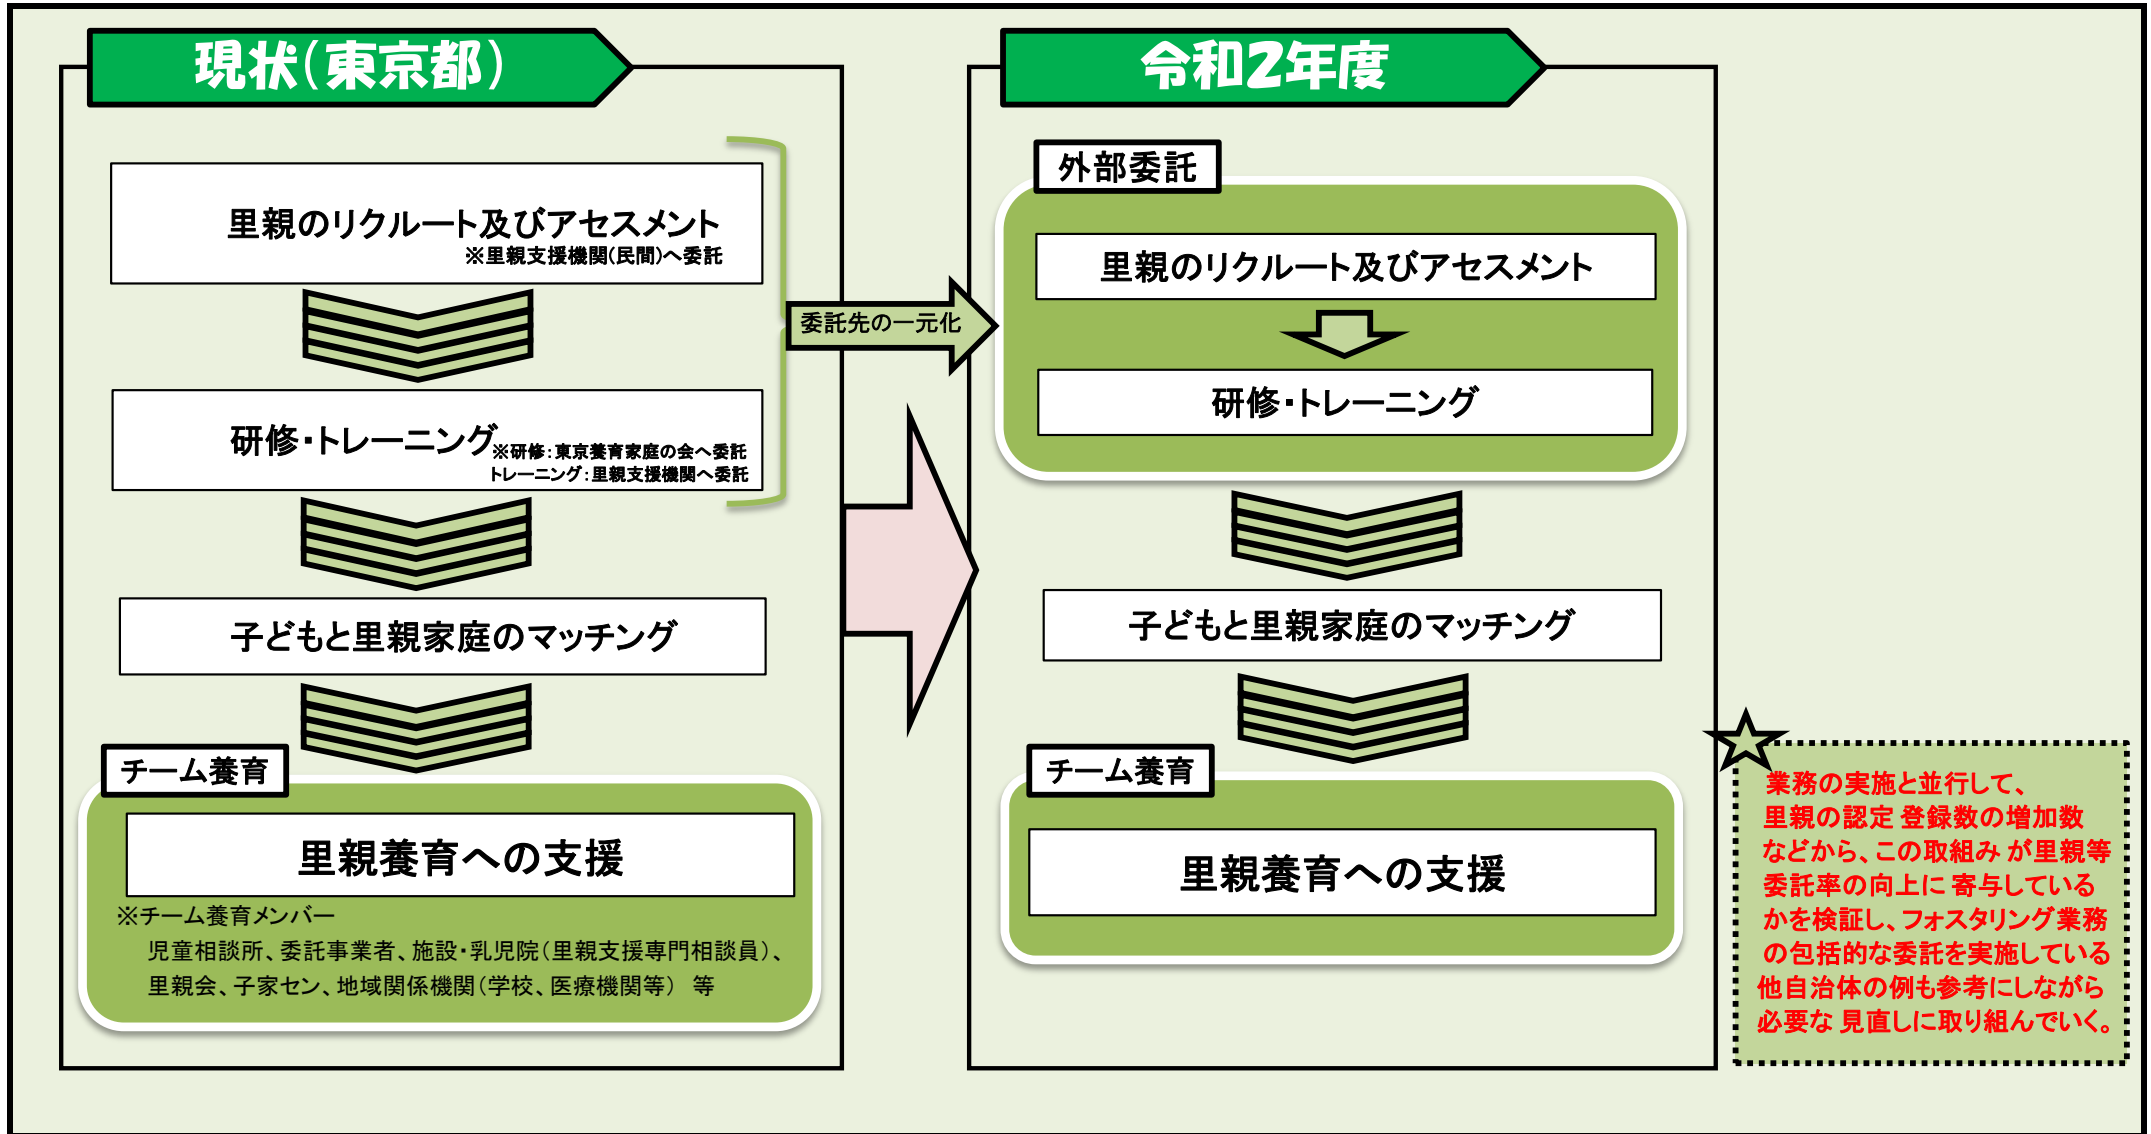 現状(東京都)
里親のリクルート及びアセスメント
※里親支援機関(民間)へ委託
研修・トレーニング
※研修:東京養育家庭の会へ委託
トレーニング:里親支援機関へ委託
子どもと里親家庭のマッチング
チーム養育
里親養育への支援
※チーム養育メンバー
児童相談所、委託事業者、施設・乳児院(里親支援専門相談員)、
里親会、子家セン、地域関係機関(学校、医療機関等) 等
委託先の一元化
令和2年度
外部委託
里親のリクルート及びアセスメント
研修・トレーニング
子どもと里親家庭のマッチング
チーム養育
里親養育への支援
業務の実施と並行して、
里親の認定 登録数の増加数
などから、この取組み が里親等
委託率の向上に 寄与している
かを検証し、フォスタリング業務
の包括的な委託を実施している
他自治体の例も参考にしながら
必要な 見直しに取り組んでいく。